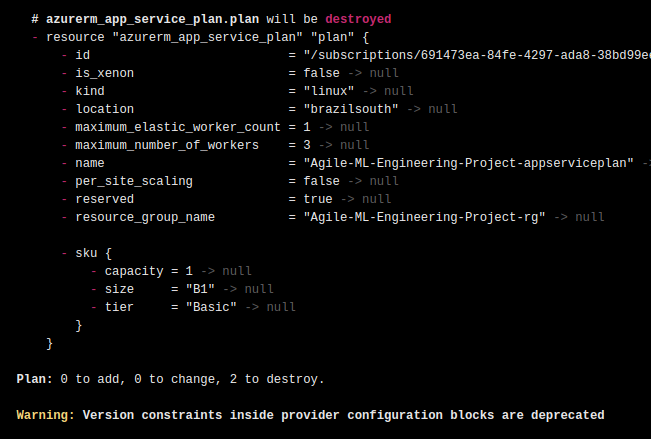 # azurerm_app_service_plan.plan will be destroyed
- resource "azurerm_app_service_plan" "plan" {
- id = "/subscriptions/691473ea-84fe-4297-ada8-38bd99e
- is_xenon = false -> null
- kind = "linux" -> null
- location = "brazilsouth" -> null
- maximum_elastic_worker_count = 1 -> null
- maximum_number_of_workers = 3 -> null
- name = "Agile-ML-Engineering-Project-appserviceplan" -
- per_site_scaling = false -> null
- reserved = true -> null
- resource_group_name = "Agile-ML-Engineering-Project-rg" -> null
- sku {
- capacity = 1 -> null
- size = "B1" -> null
- tier = "Basic" -> null
}
}
Plan: 0 to add, 0 to change, 2 to destroy.
Warning: Version constraints inside provider configuration blocks are deprecated